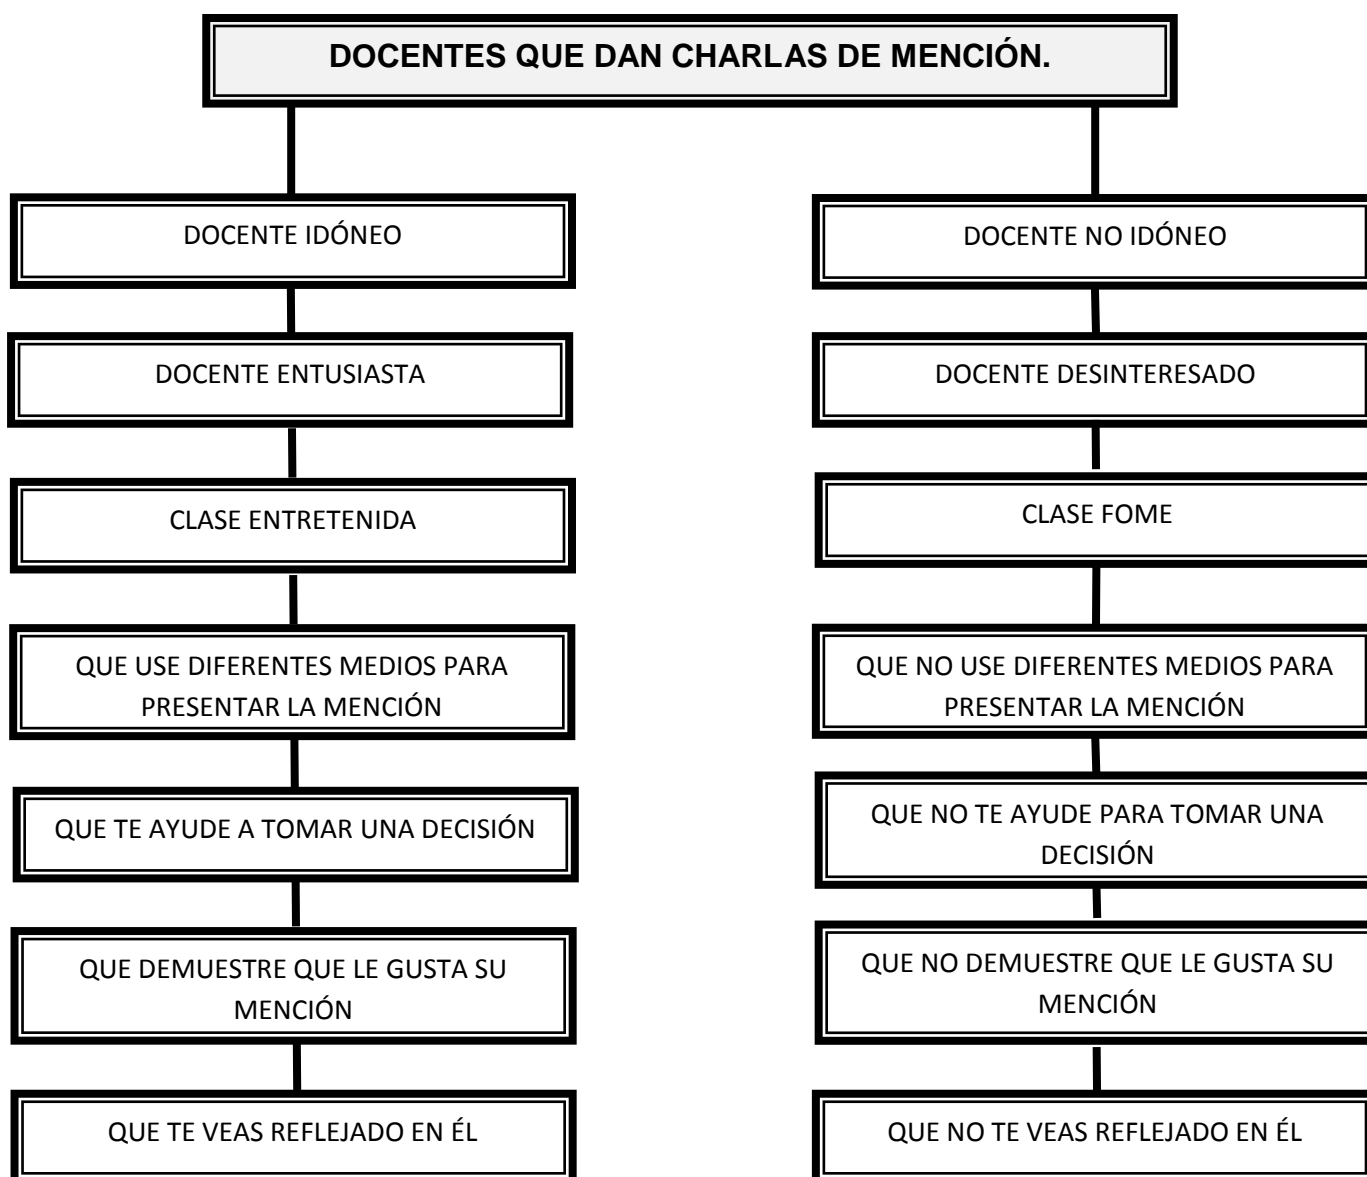 DOCENTES QUE DAN CHARLAS DE MENCIÓN.
DOCENTE IDÓNEO
DOCENTE ENTUSIASTA
CLASE ENTRETENIDA
QUE USE DIFERENTES MEDIOS PARA
PRESENTAR LA MENCIÓN
QUE TE AYUDE A TOMAR UNA DECISIÓN
QUE DEMUESTRE QUE LE GUSTA SU
MENCIÓN
QUE TE VEAS REFLEJADO EN ÉL
DOCENTE NO IDÓNEO
DOCENTE DESINTERESADO
CLASE FOME
QUE NO USE DIFERENTES MEDIOS PARA
PRESENTAR LA MENCIÓN
QUE NO TE AYUDE PARA TOMAR UNA
DECISIÓN
QUE NO DEMUESTRE QUE LE GUSTA SU
MENCIÓN
QUE NO TE VEAS REFLEJADO EN ÉL